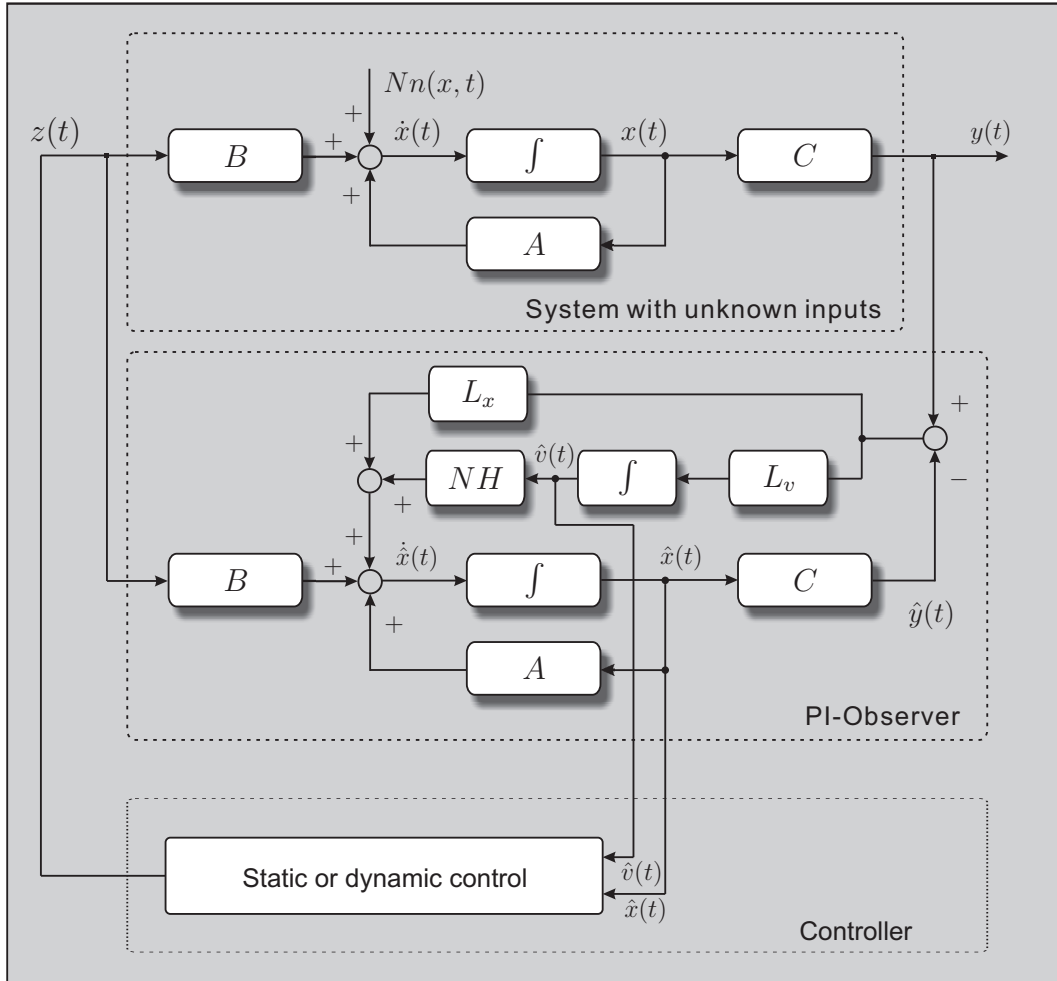 Nn(x, t)
z(t)
+
+
ẋ(t)
x(t)
y(t)
B
∫
C
+
A
System with unknown inputs
L_x
+
+
v̂(t)
NH
∫
L_v
−
+
+
+
x̂̇(t)
x̂(t)
B
∫
C
ŷ(t)
+
A
PI-Observer
Static or dynamic control
v̂(t)
x̂(t)
Controller